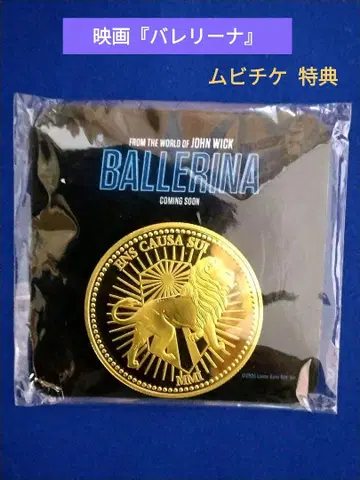 映画『バレリーナ』
ムビチケ 特典
FROM THE WORLD OF JOHN WICK
BALLERINA
COMING SOON
ENS CAUSA SUI
MMI